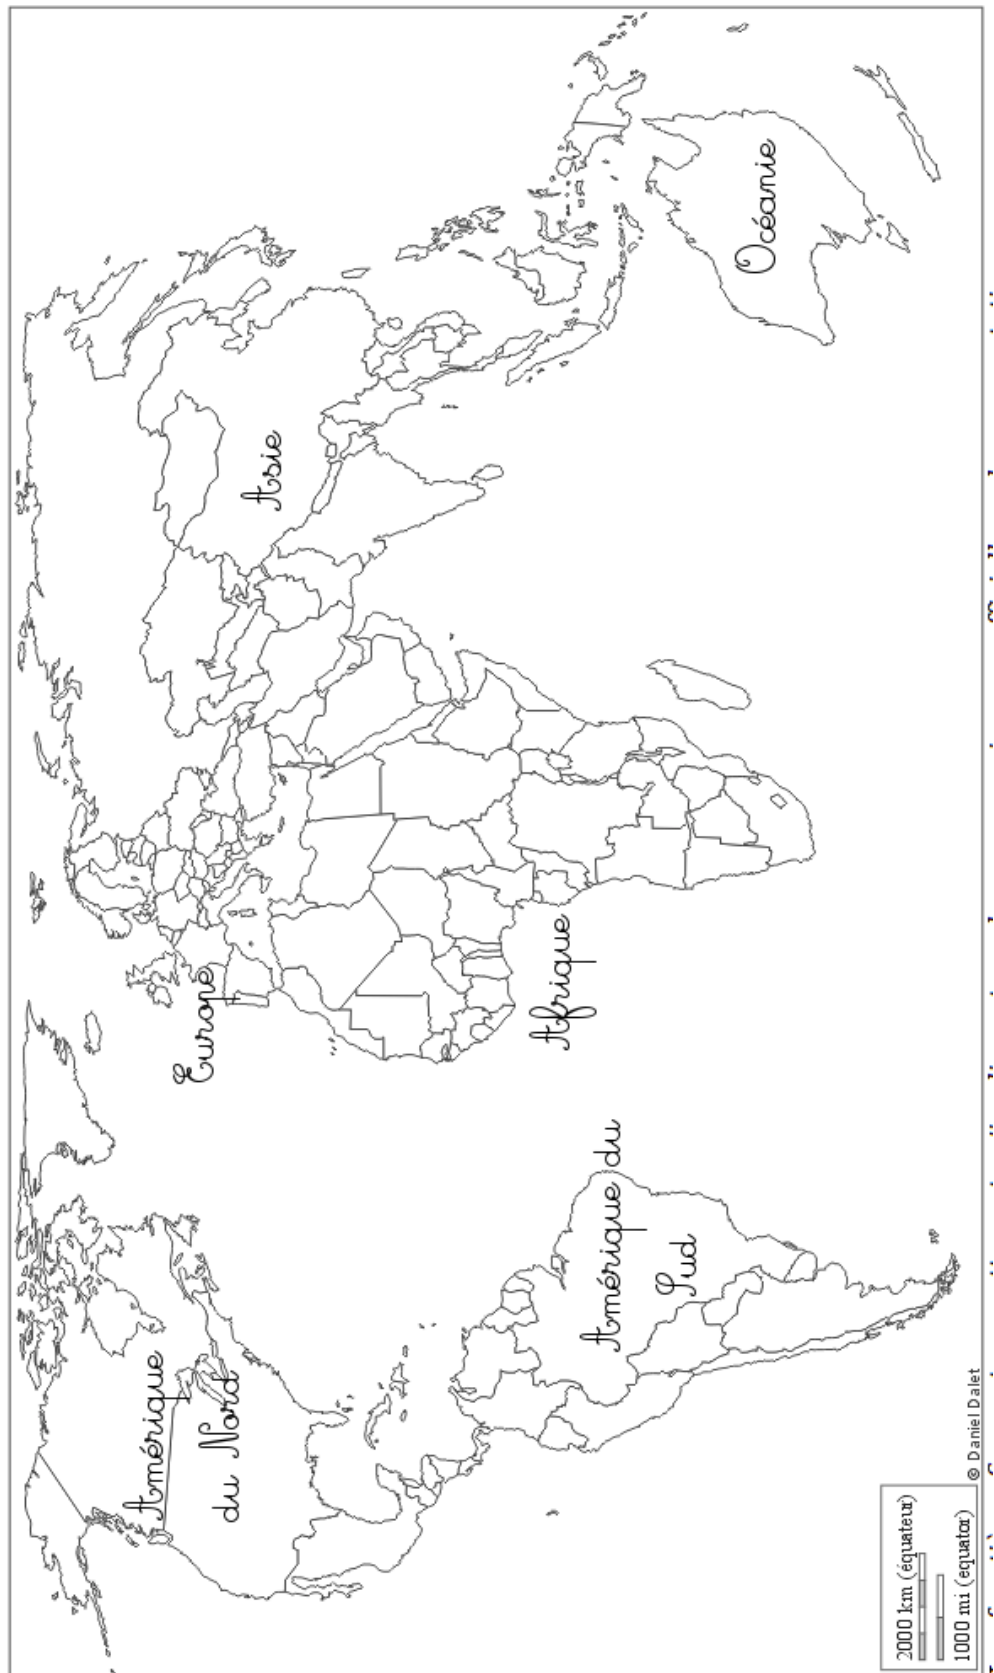 Amérique
du Nord
Europe
Asie
Afrique
Amérique du
Sud
Océanie
2000 km (équateur)
1000 mi (equator)
© Daniel Dalet